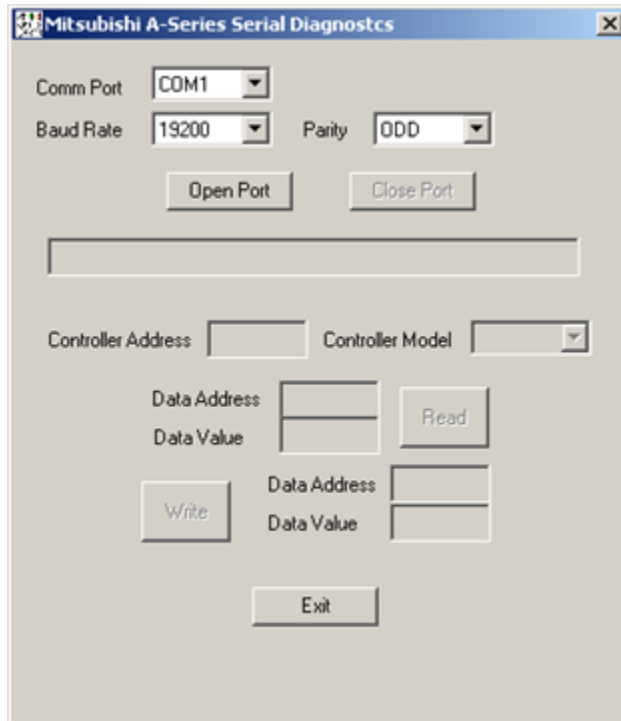 Mitsubishi A-Series Serial Diagnostcs
Comm Port COM1
Baud Rate 19200 Parity ODD
Open Port Close Port
Controller Address Controller Model
Data Address
Data Value
Read
Write
Data Address
Data Value
Exit